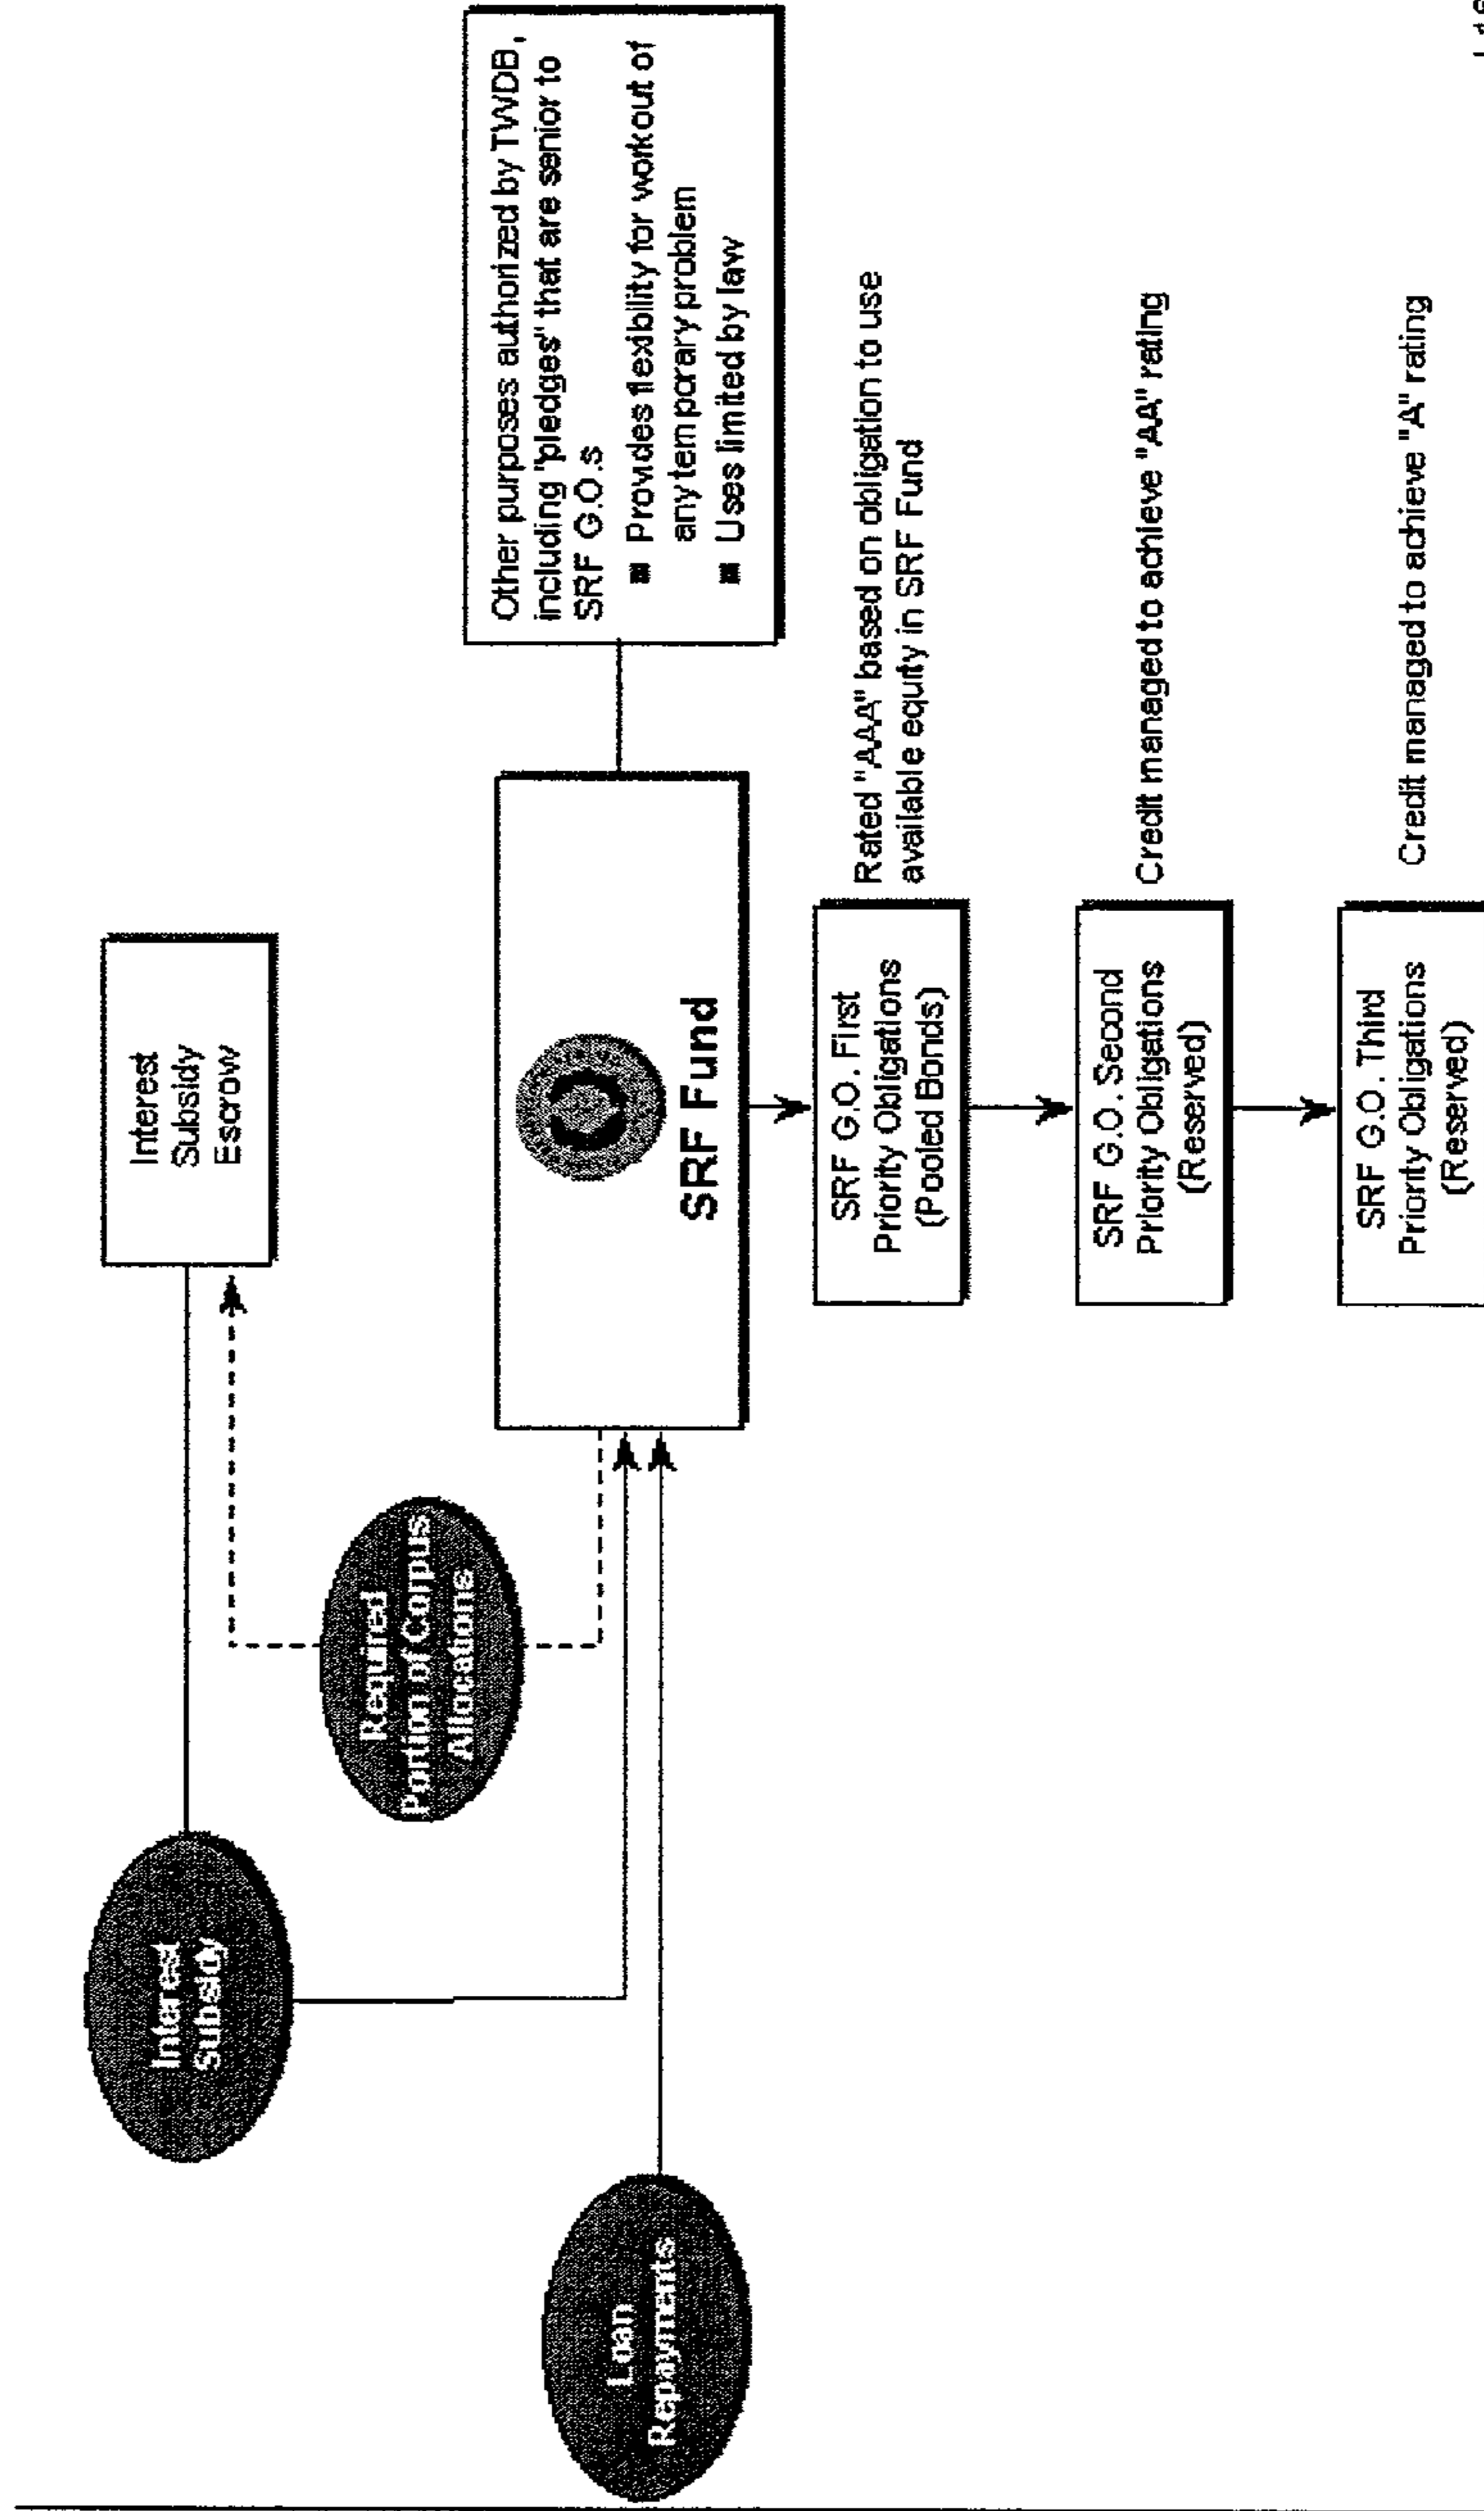 Interest
Subsidy
Escrow
Interest
Subsidy
Required
Portion of Corpus
Allocations
Loan
Repayments
SRF Fund
Other purposes authorized by TWDB,
including 'pledges' that are senior to
SRF G.O.s
■ Provides flexibility for workout of
any temporary problem
■ Uses limited by law
SRF G.O. First
Priority Obligations
(Pooled Bonds)
Rated "AAA" based on obligation to use
available equity in SRF Fund
SRF G.O. Second
Priority Obligations
(Reserved)
Credit managed to achieve "AA" rating
SRF G.O. Third
Priority Obligations
(Reserved)
Credit managed to achieve "A" rating